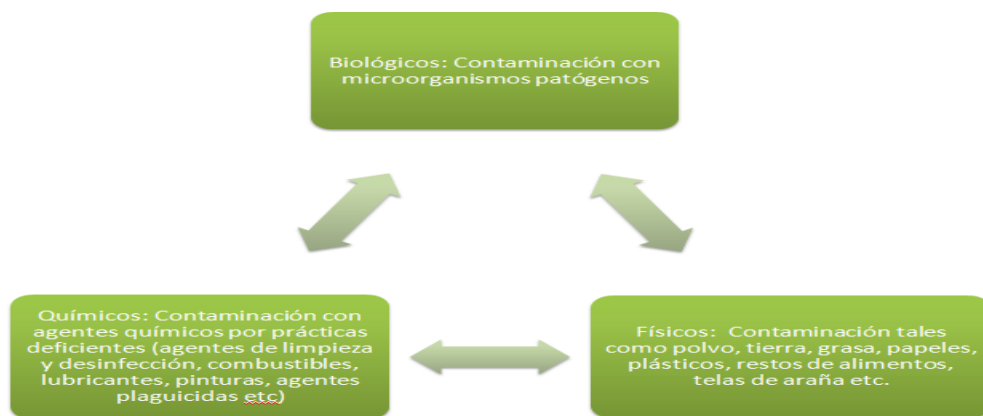 Biológicos: Contaminación con
microorganismos patógenos
Químicos: Contaminación con
agentes químicos por prácticas
deficientes (agentes de limpieza
y desinfección, combustibles,
lubricantes, pinturas, agentes
plaguicidas etc)
Físicos:  Contaminación tales
como polvo, tierra, grasa, papeles,
plásticos, restos de alimentos,
telas de araña etc.